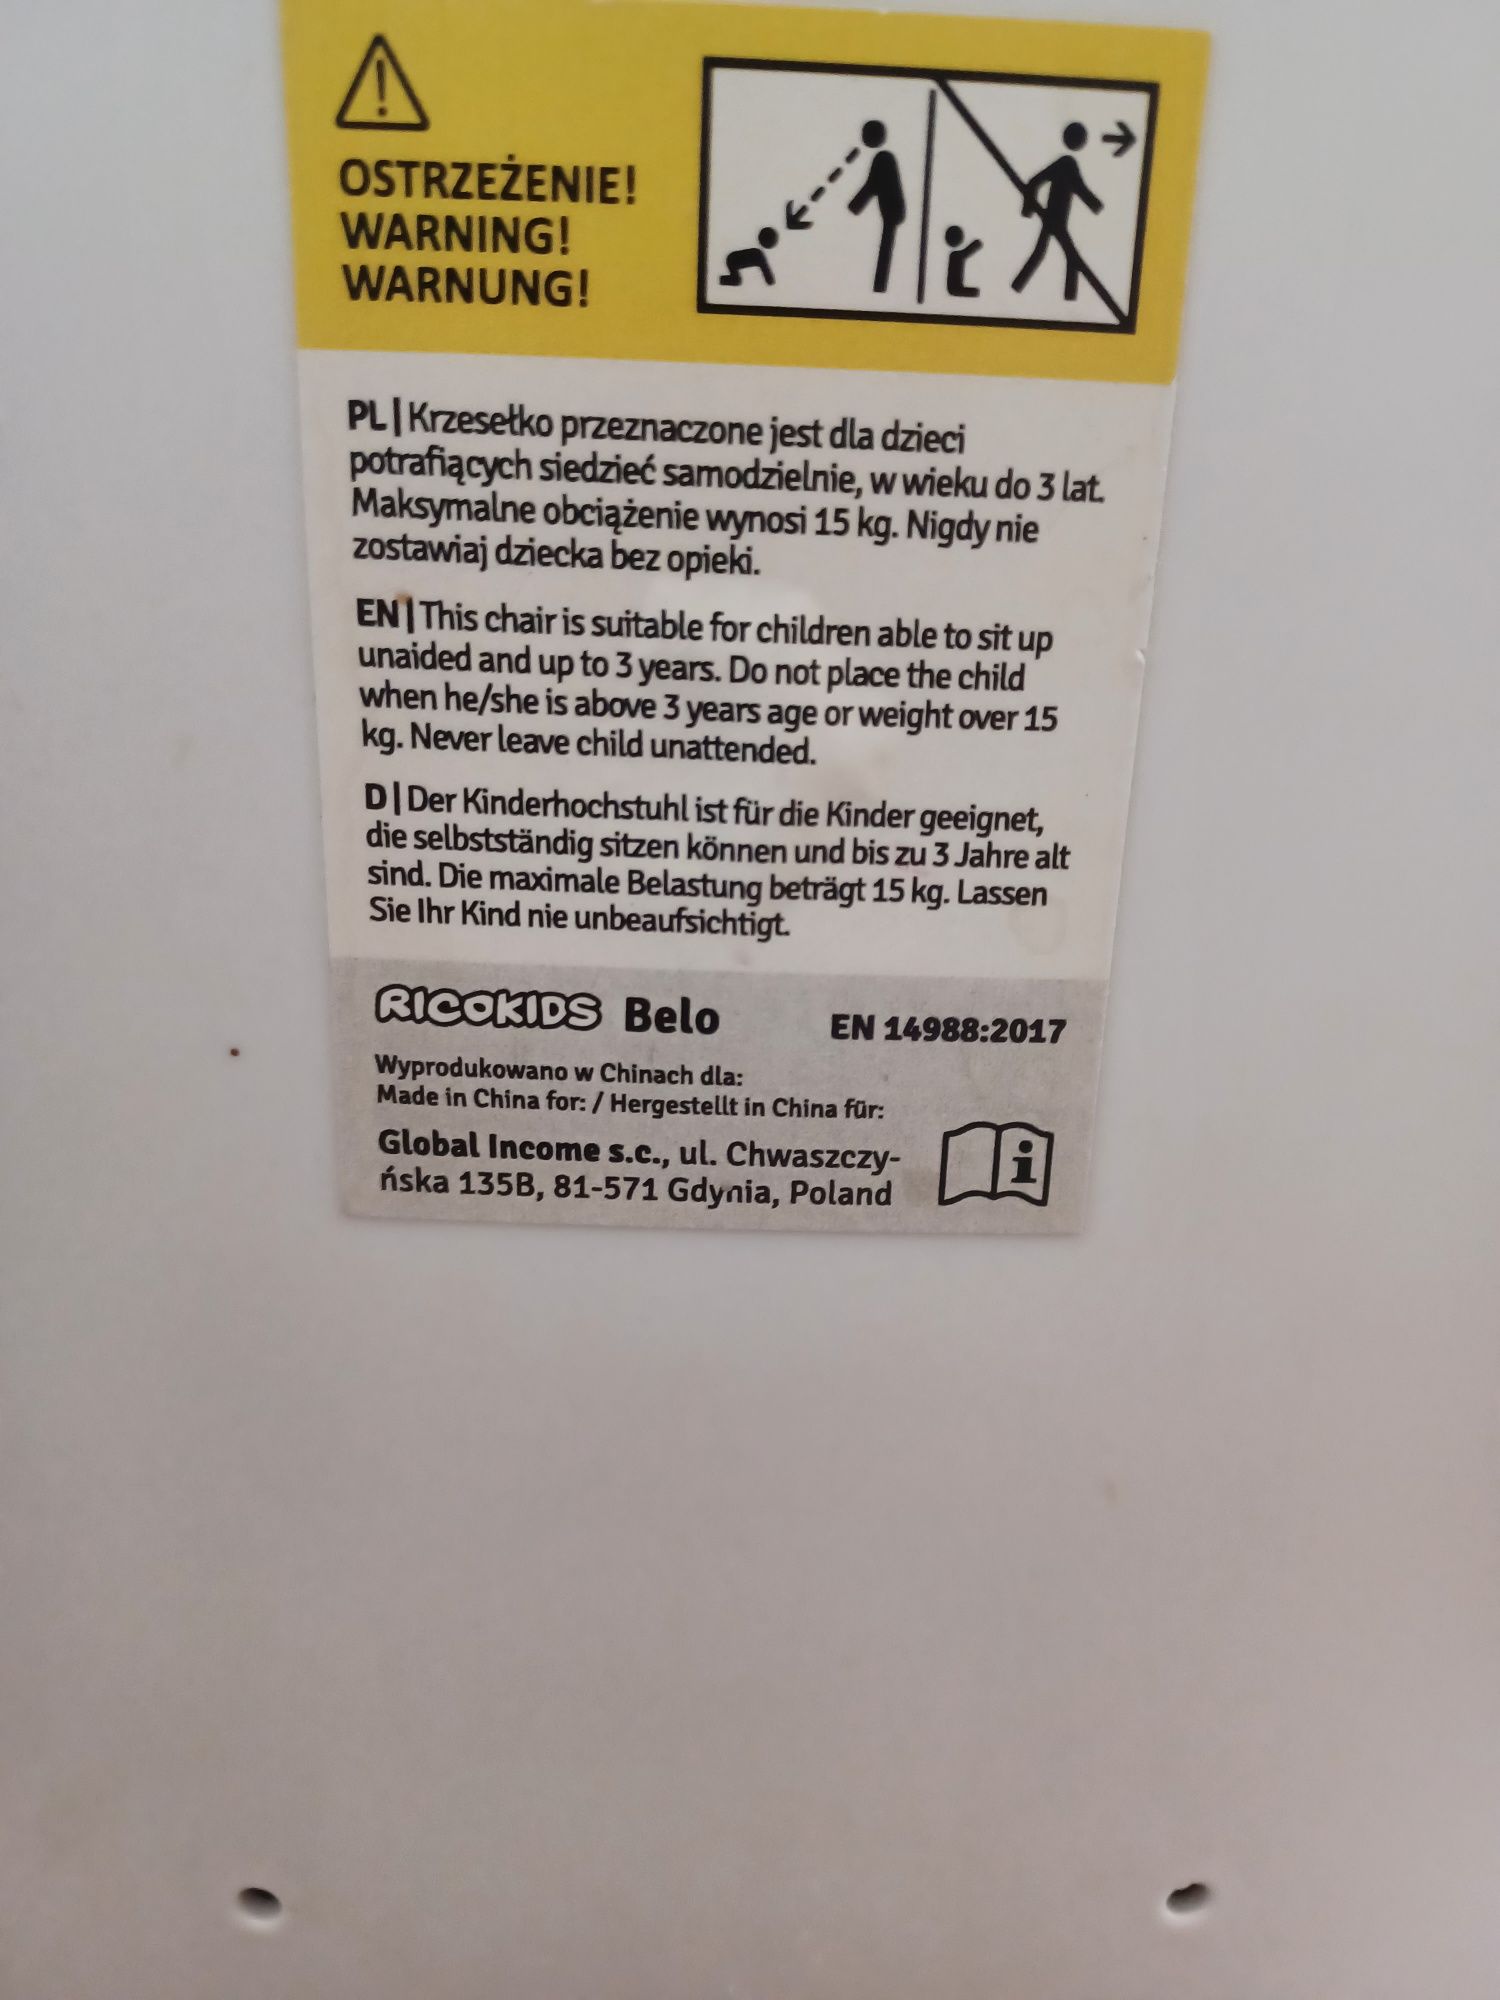 OSTRZEŻENIE!
WARNING!
WARNUNG!
PL | Krzesełko przeznaczone jest dla dzieci
potrafiących siedzieć samodzielnie, w wieku do 3 lat.
Maksymalne obciążenie wynosi 15 kg. Nigdy nie
zostawiaj dziecka bez opieki.
EN | This chair is suitable for children able to sit up
unaided and up to 3 years. Do not place the child
when he/she is above 3 years age or weight over 15
kg. Never leave child unattended.
D | Der Kinderhochstuhl ist für die Kinder geeignet,
die selbstständig sitzen können und bis zu 3 Jahre alt
sind. Die maximale Belastung beträgt 15 kg. Lassen
Sie Ihr Kind nie unbeaufsichtigt.
RICOKIDS Belo EN 14988:2017
Wyprodukowano w Chinach dla:
Made in China for: / Hergestellt in China für:
Global Income s.c., ul. Chwaszczy-
ńska 135B, 81-571 Gdynia, Poland